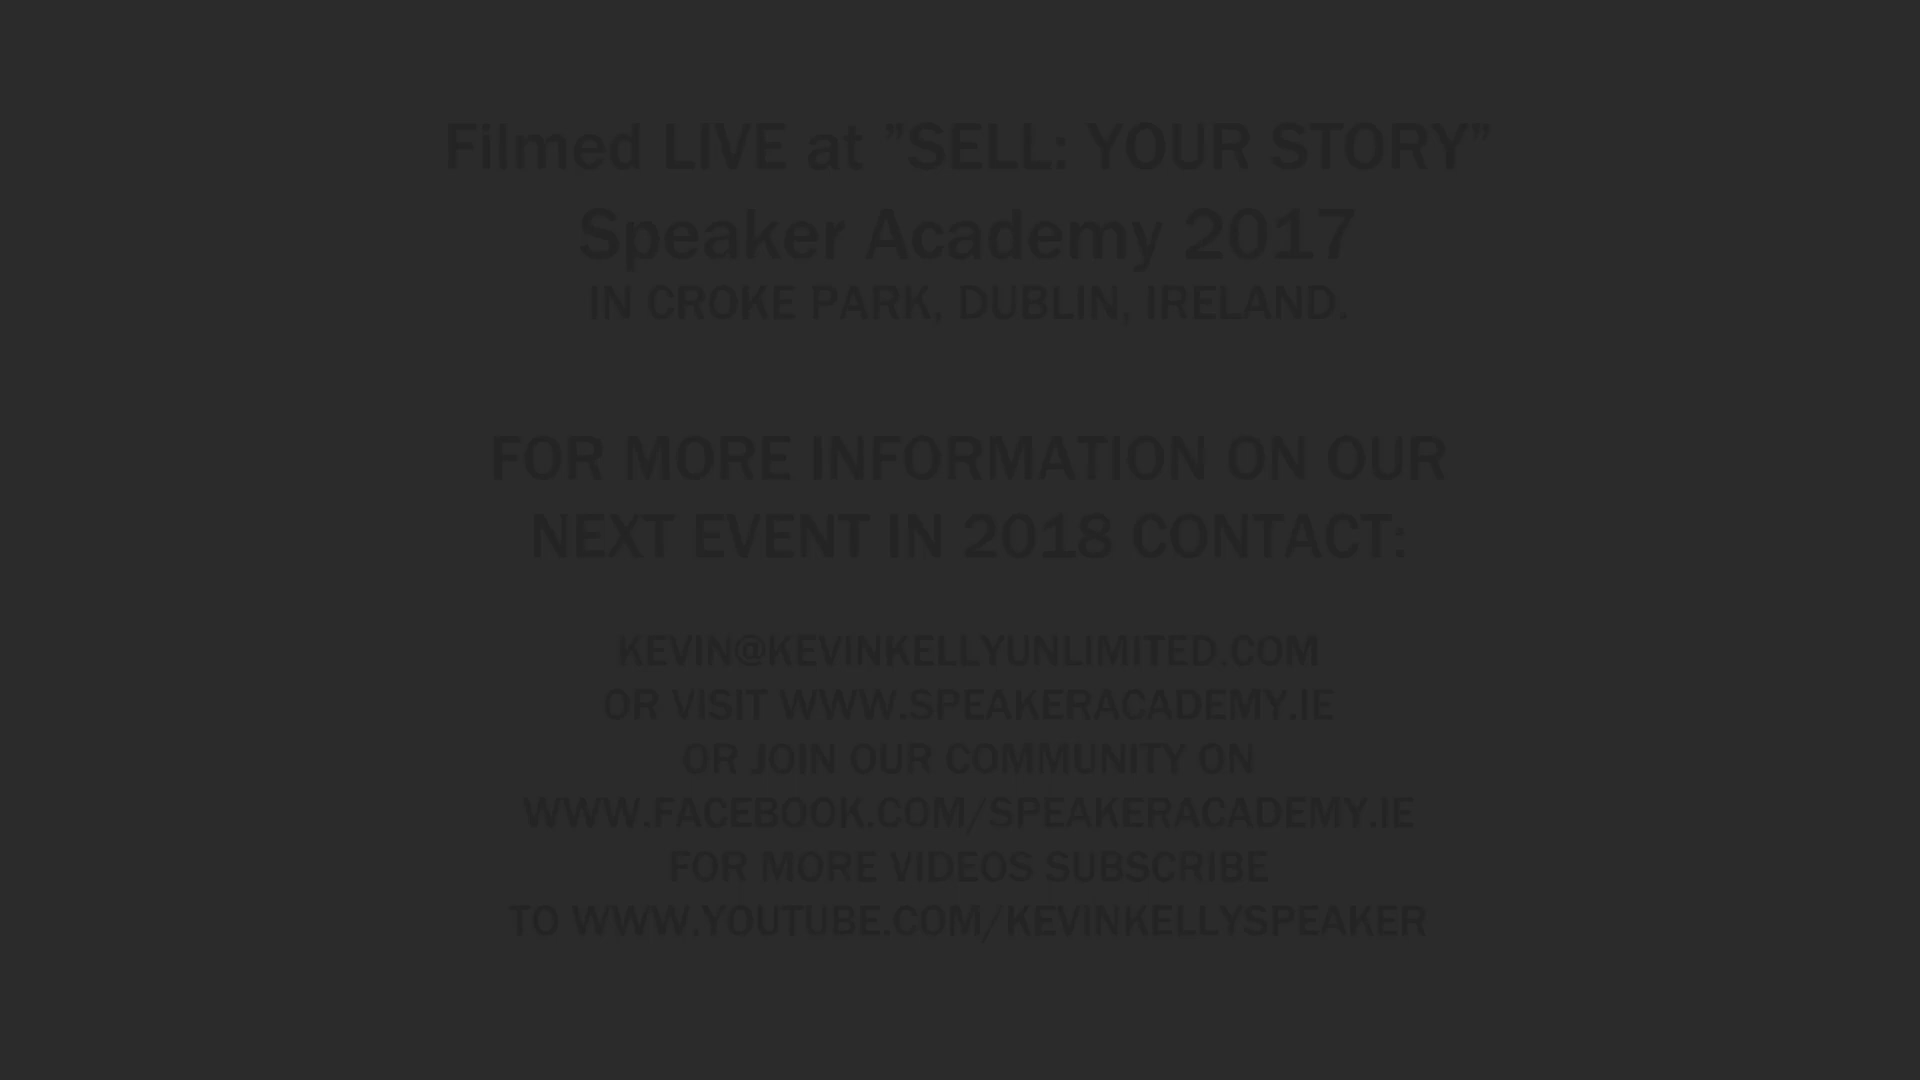 Filmed LIVE at ”SELL: YOUR STORY”
Speaker Academy 2017
IN CROKE PARK, DUBLIN, IRELAND.
FOR MORE INFORMATION ON OUR
NEXT EVENT IN 2018 CONTACT:
KEVIN@KEVINKELLYUNLIMITED.COM
OR VISIT WWW.SPEAKERACADEMY.IE
OR JOIN OUR COMMUNITY ON
WWW.FACEBOOK.COM/SPEAKERACADEMY.IE
FOR MORE VIDEOS SUBSCRIBE
TO WWW.YOUTUBE.COM/KEVINKELLYSPEAKER